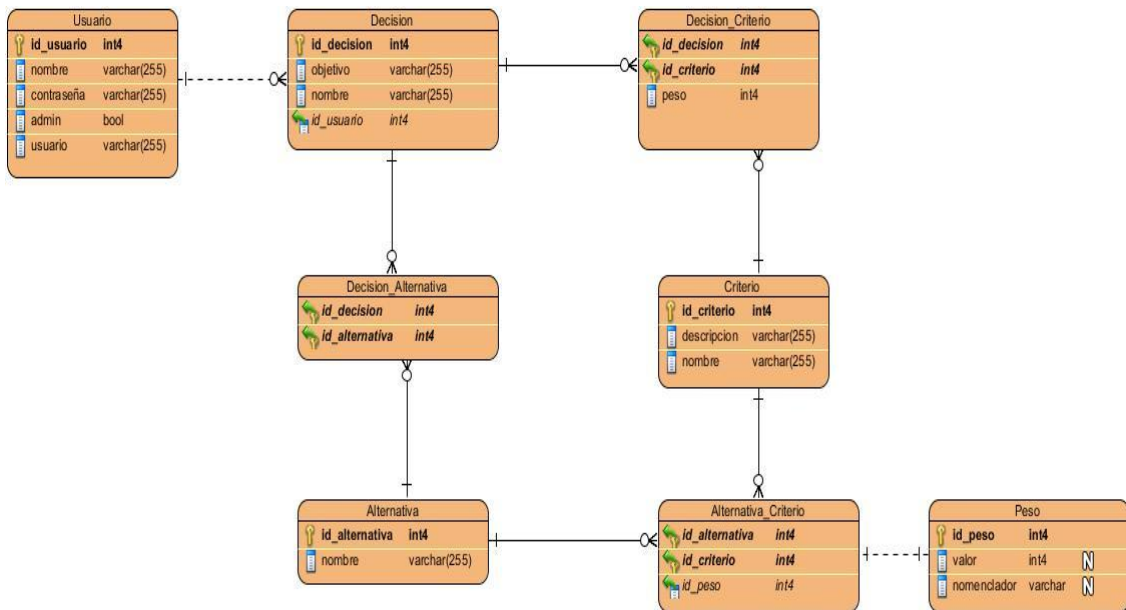 Usuario
id_usuario int4
nombre varchar(255)
contraseña varchar(255)
admin bool
usuario varchar(255)
Decision
id_decision int4
objetivo varchar(255)
nombre varchar(255)
id_usuario int4
Decision_Criterio
id_decision int4
id_criterio int4
peso int4
Decision_Alternativa
id_decision int4
id_alternativa int4
Criterio
id_criterio int4
descripcion varchar(255)
nombre varchar(255)
Alternativa
id_alternativa int4
nombre varchar(255)
Alternativa_Criterio
id_alternativa int4
id_criterio int4
id_peso int4
Peso
id_peso int4
valor int4 N
nomenclador varchar N